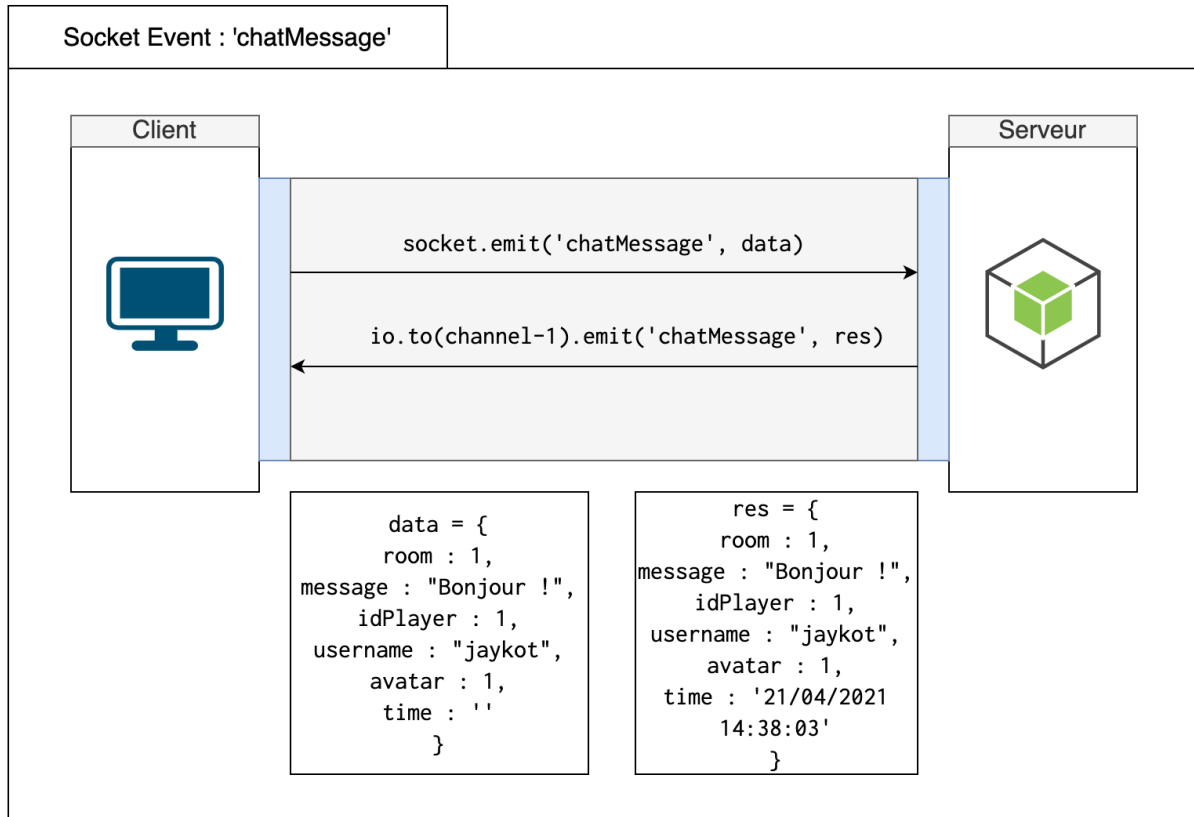 Socket Event : 'chatMessage'
Client
Serveur
socket.emit('chatMessage', data)
io.to(channel-1).emit('chatMessage', res)
data = {
room : 1,
message : "Bonjour !",
idPlayer : 1,
username : "jaykot",
avatar : 1,
time : ''
}
res = {
room : 1,
message : "Bonjour !",
idPlayer : 1,
username : "jaykot",
avatar : 1,
time : '21/04/2021
14:38:03'
}